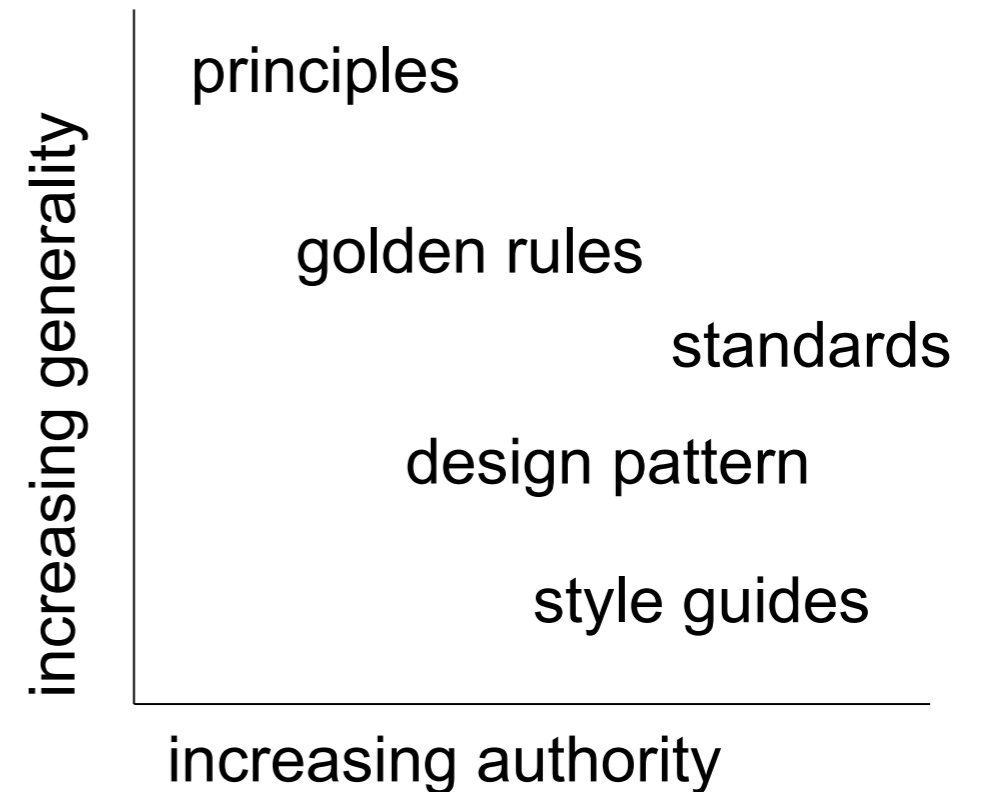 principles
increasing generality
golden rules
standards
design pattern
style guides
increasing authority